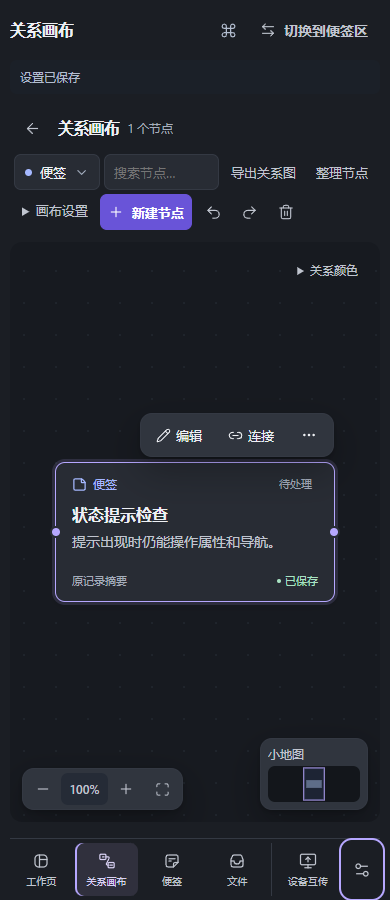 关系画布
切换到便签区
设置已保存
关系画布 1 个节点
便签
搜索节点...
导出关系图
整理节点
画布设置
新建节点
关系颜色
编辑
连接
便签
待处理
状态提示检查
提示出现时仍能操作属性和导航。
原记录摘要
已保存
小地图
100%
工作页
关系画布
便签
文件
设备互传